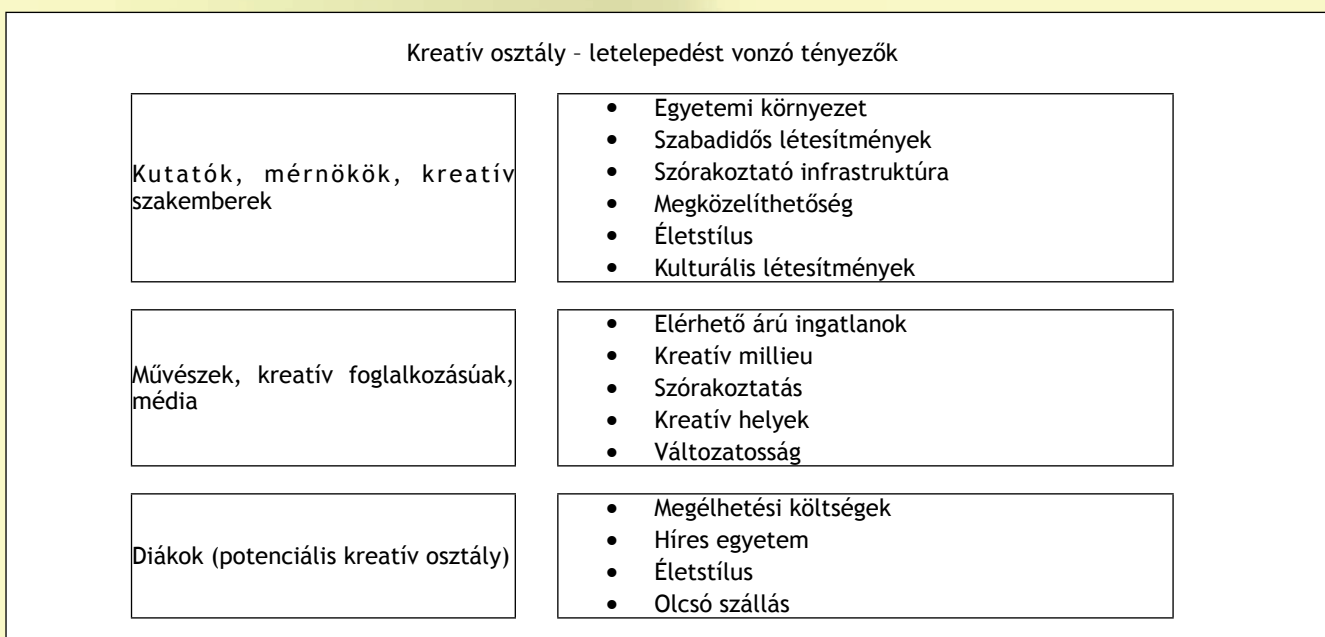 Kreatív osztály – letelepedést vonzó tényezők
Kutatók, mérnökök, kreatív
szakemberek
• Egyetemi környezet
• Szabadidős létesítmények
• Szórakoztató infrastruktúra
• Megközelíthetőség
• Életstílus
• Kulturális létesítmények
Művészek, kreatív foglalkozásúak,
média
• Elérhető árú ingatlanok
• Kreatív millieu
• Szórakoztatás
• Kreatív helyek
• Változatosság
Diákok (potenciális kreatív osztály)
• Megélhetési költségek
• Híres egyetem
• Életstílus
• Olcsó szállás